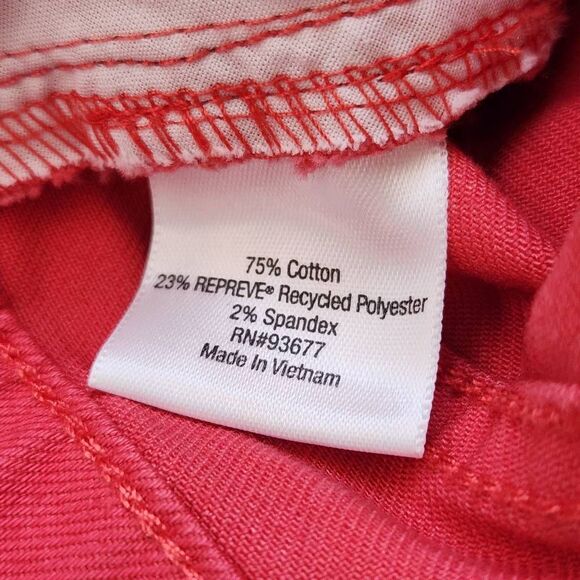 75% Cotton
23% REPREVE® Recycled Polyester
2% Spandex
RN#93677
Made In Vietnam